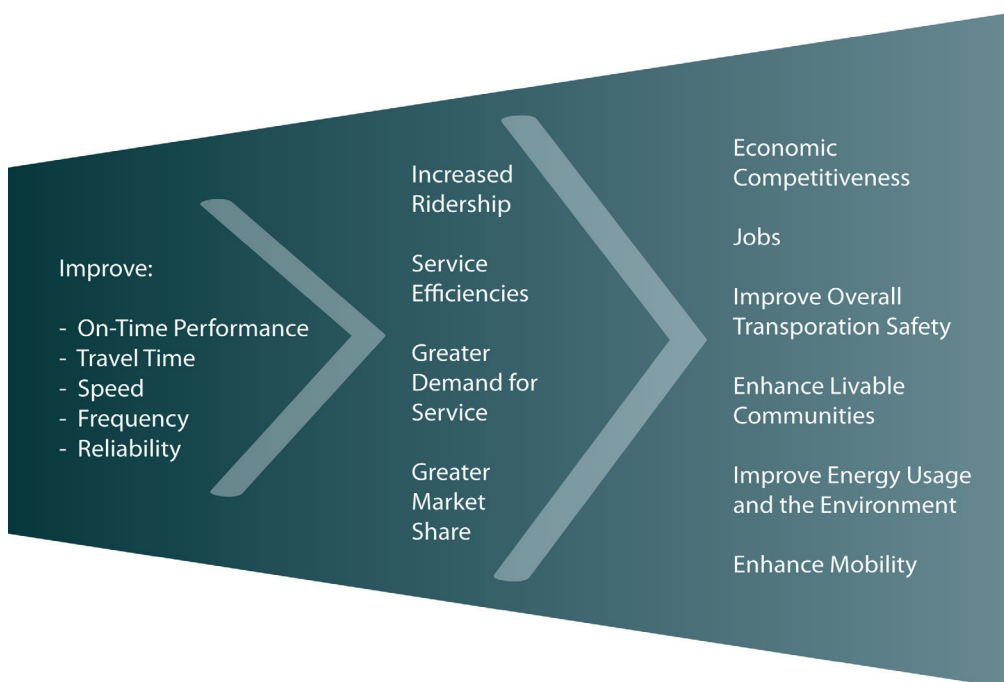 Improve:
- On-Time Performance
- Travel Time
- Speed
- Frequency
- Reliability
Increased
Ridership
Service
Efficiencies
Greater
Demand for
Service
Greater
Market
Share
Economic
Competitiveness
Jobs
Improve Overall
Transporation Safety
Enhance Livable
Communities
Improve Energy Usage
and the Environment
Enhance Mobility